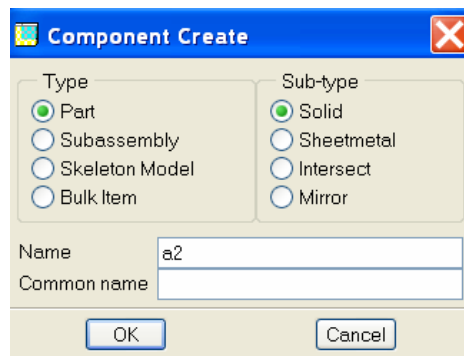 Component Create
Type
Sub-type
Part
Solid
Subassembly
Sheetmetal
Skeleton Model
Intersect
Bulk Item
Mirror
Name a2
Common name
OK
Cancel